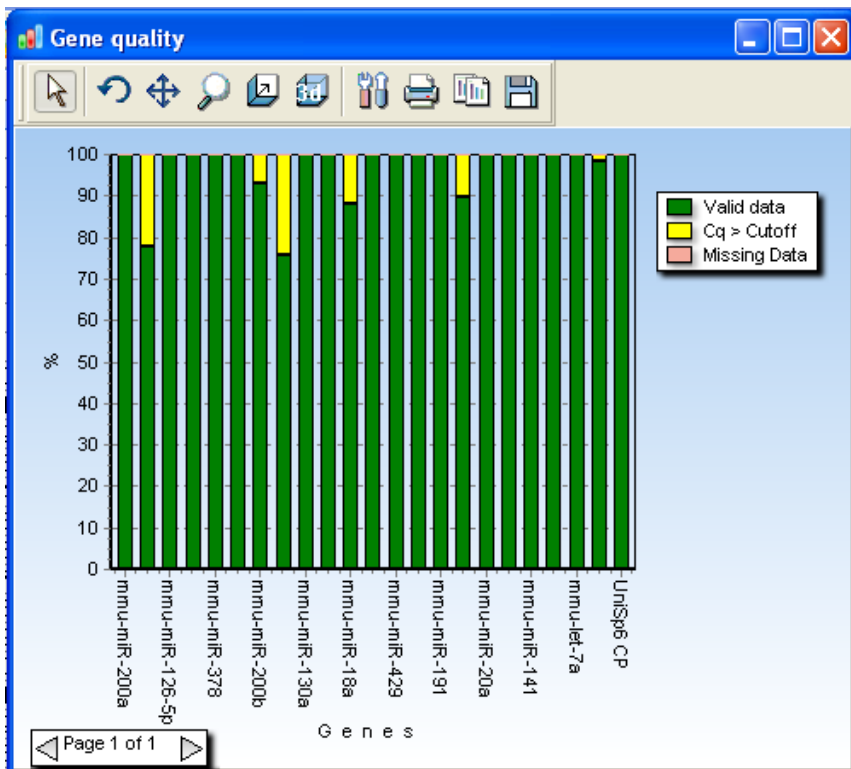 Gene quality
3d
100
90
80
70
60
50
40
30
20
10
0
%
Valid data
Cq > Cutoff
Missing Data
mmu-miR-200a
mmu-miR-126-5p
mmu-miR-378
mmu-miR-200b
mmu-miR-130a
mmu-miR-18a
mmu-miR-429
mmu-miR-191
mmu-miR-20a
mmu-miR-141
mmu-let-7a
UniSp6 CP
Genes
Page 1 of 1